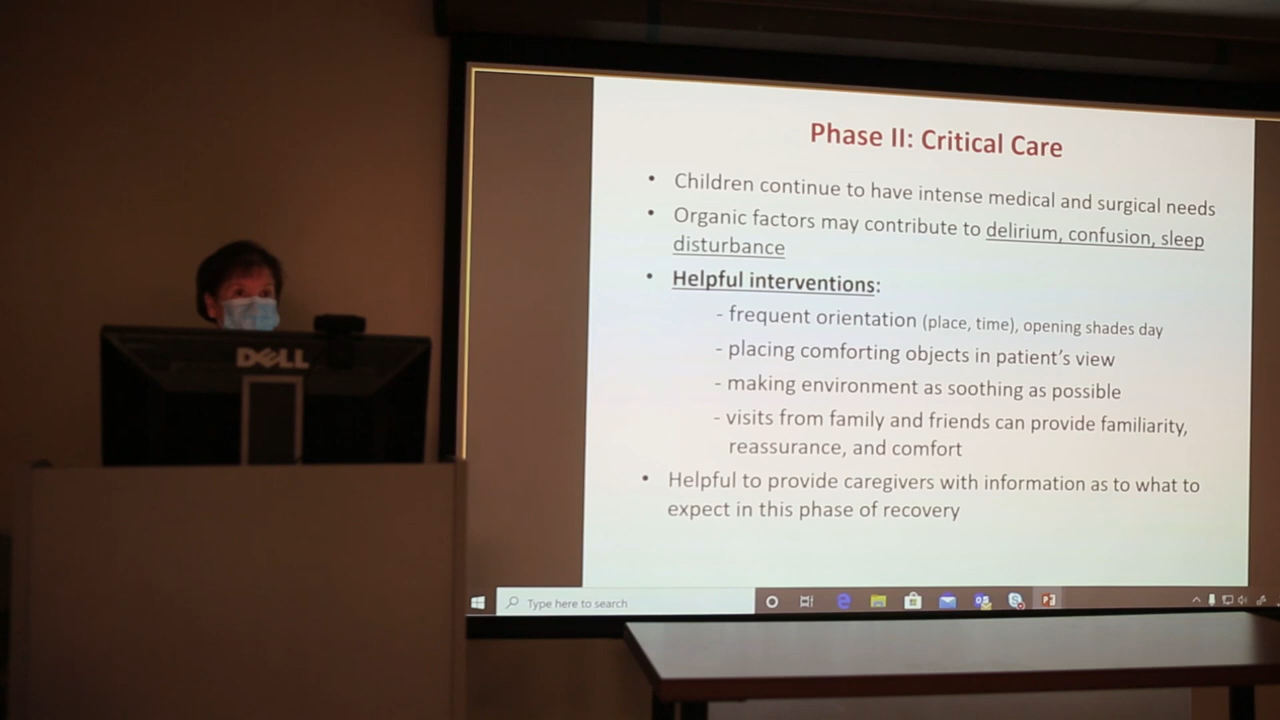 Phase II: Critical Care
• Children continue to have intense medical and surgical needs
• Organic factors may contribute to delirium, confusion, sleep
disturbance
• Helpful interventions:
- frequent orientation (place, time), opening shades day
- placing comforting objects in patient's view
- making environment as soothing as possible
- visits from family and friends can provide familiarity,
reassurance, and comfort
• Helpful to provide caregivers with information as to what to
expect in this phase of recovery
Type here to search
DELL